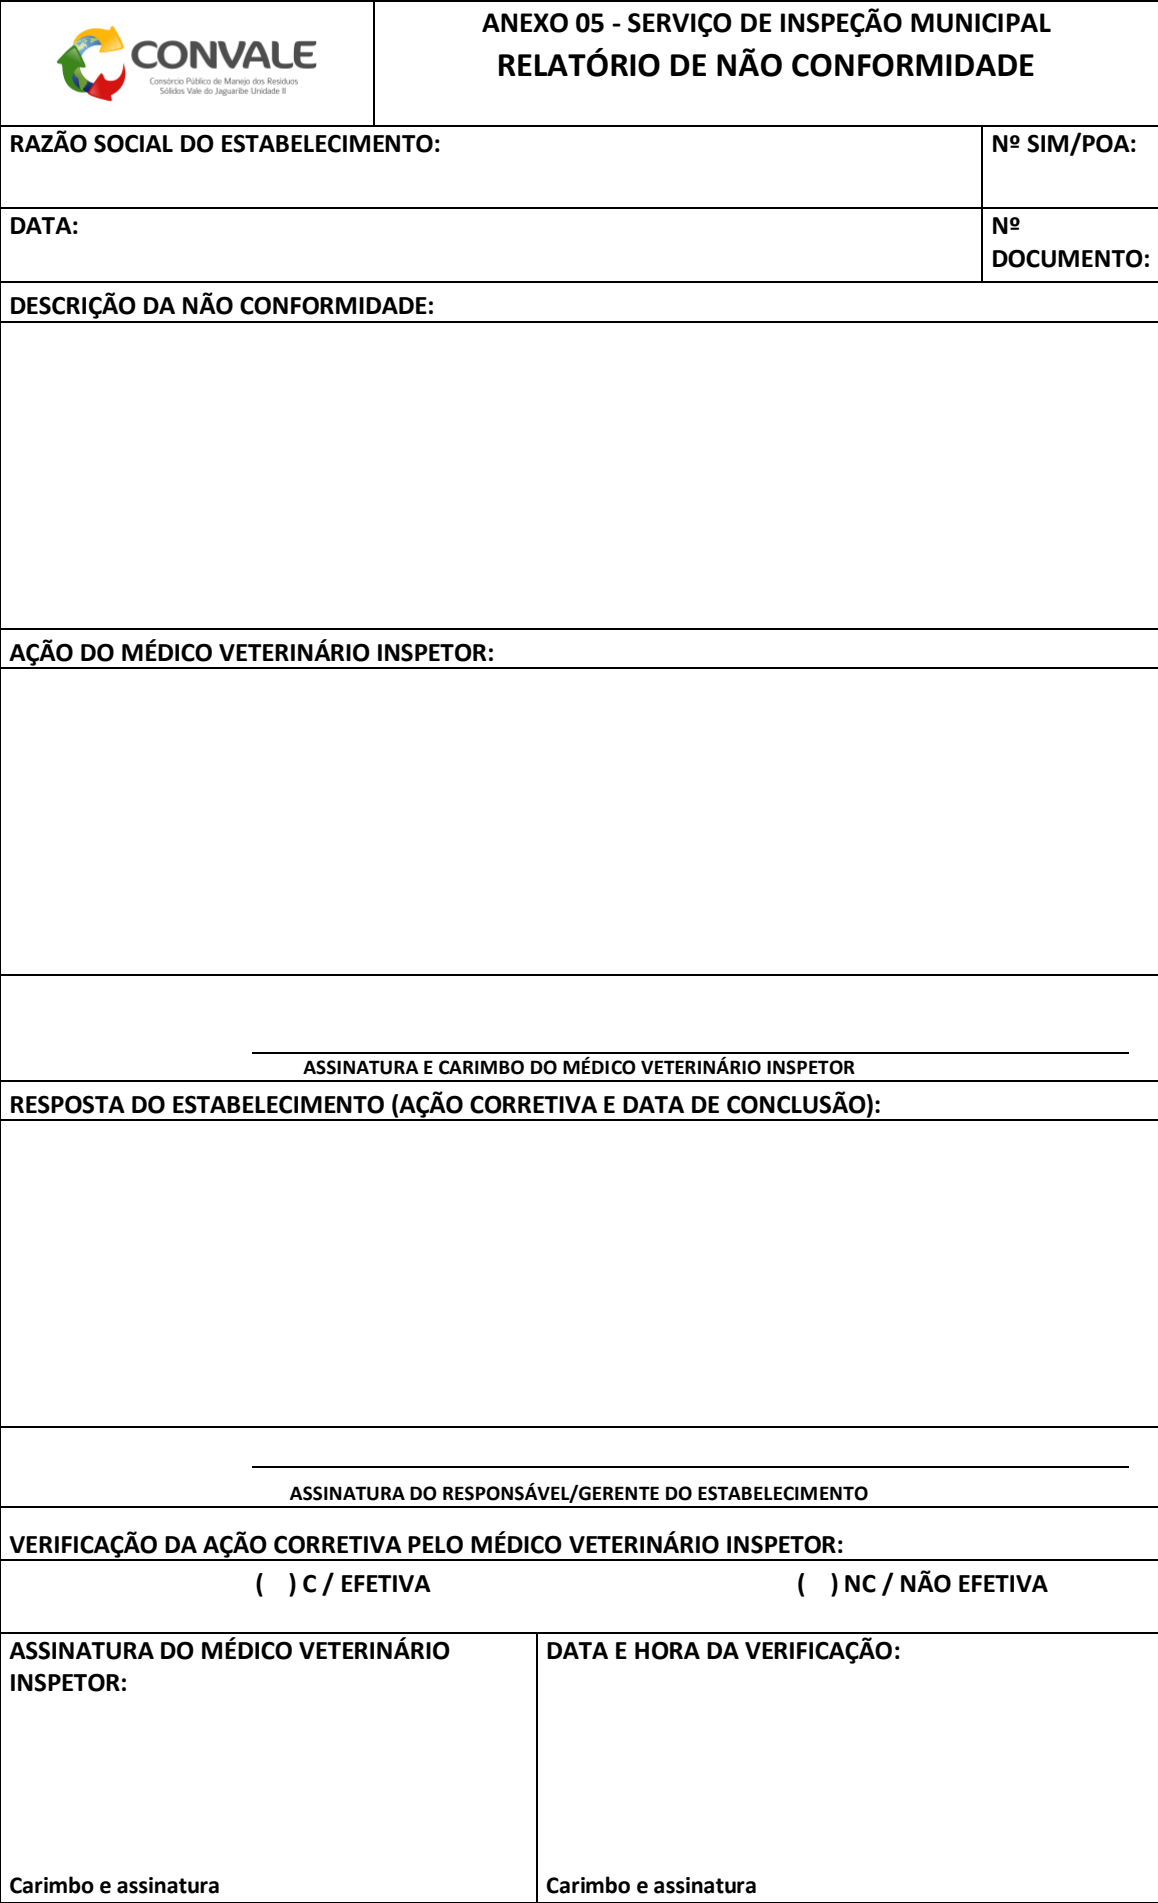 CONVALE
Consórcio Público de Manejo dos Resíduos
Sólidos Vale do Jaguaribe Unidade II
ANEXO 05 - SERVIÇO DE INSPEÇÃO MUNICIPAL
RELATÓRIO DE NÃO CONFORMIDADE
RAZÃO SOCIAL DO ESTABELECIMENTO:
Nº SIM/POA:
DATA:
Nº
DOCUMENTO:
DESCRIÇÃO DA NÃO CONFORMIDADE:
AÇÃO DO MÉDICO VETERINÁRIO INSPETOR:
ASSINATURA E CARIMBO DO MÉDICO VETERINÁRIO INSPETOR
RESPOSTA DO ESTABELECIMENTO (AÇÃO CORRETIVA E DATA DE CONCLUSÃO):
ASSINATURA DO RESPONSÁVEL/GERENTE DO ESTABELECIMENTO
VERIFICAÇÃO DA AÇÃO CORRETIVA PELO MÉDICO VETERINÁRIO INSPETOR:
(   ) C / EFETIVA
(   ) NC / NÃO EFETIVA
ASSINATURA DO MÉDICO VETERINÁRIO
INSPETOR:
DATA E HORA DA VERIFICAÇÃO:
Carimbo e assinatura
Carimbo e assinatura